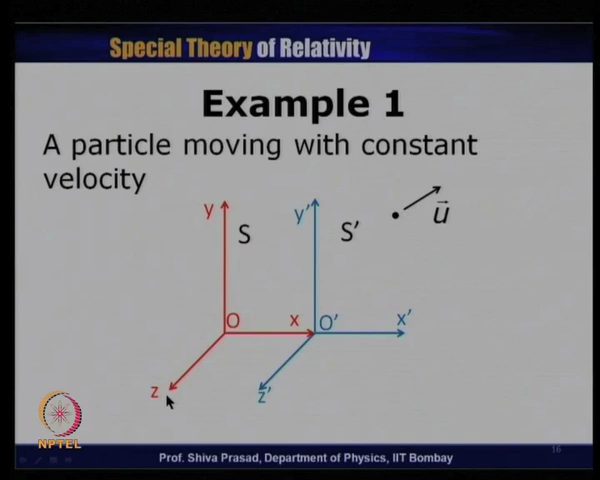 Special Theory of Relativity
Example 1
A particle moving with constant
velocity
y
S
y'
S'
u
O
x
O'
x'
z
z'
NPTEL
16
Prof. Shiva Prasad, Department of Physics, IIT Bombay